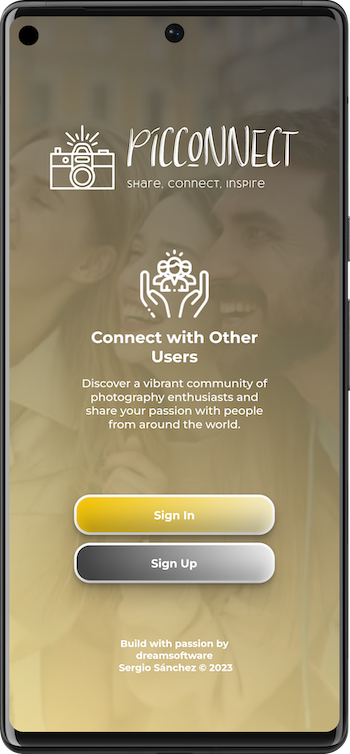 PICCONNECT
share, connect, inspire
Connect with Other
Users
Discover a vibrant community of
photography enthusiasts and
share your passion with people
from around the world.
Sign In
Sign Up
Build with passion by
dreamsoftware
Sergio Sánchez © 2023